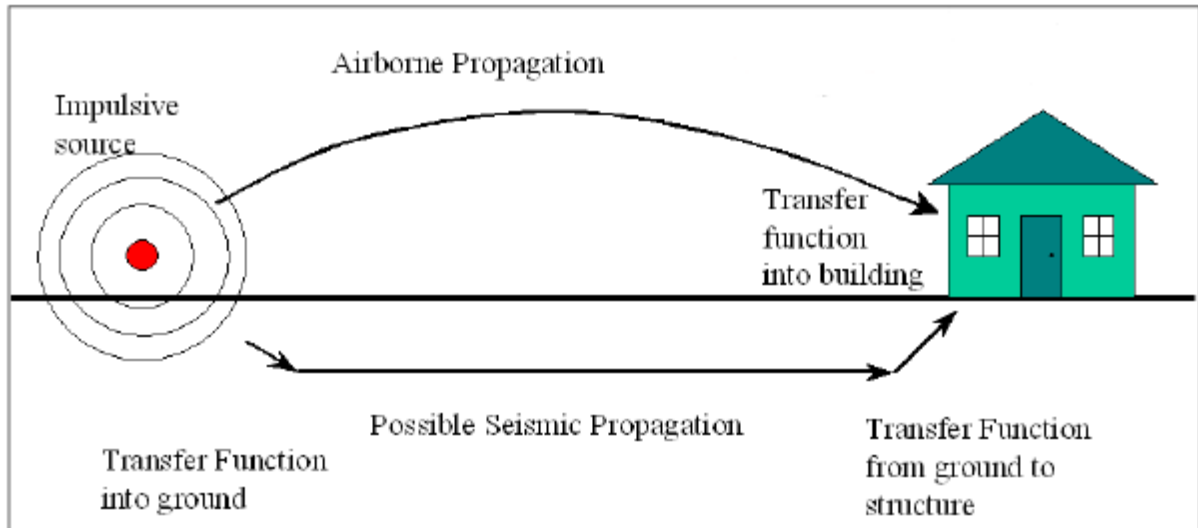 Airborne Propagation
Impulsive
source
Transfer
function
into building
Possible Seismic Propagation
Transfer Function
into ground
Transfer Function
from ground to
structure